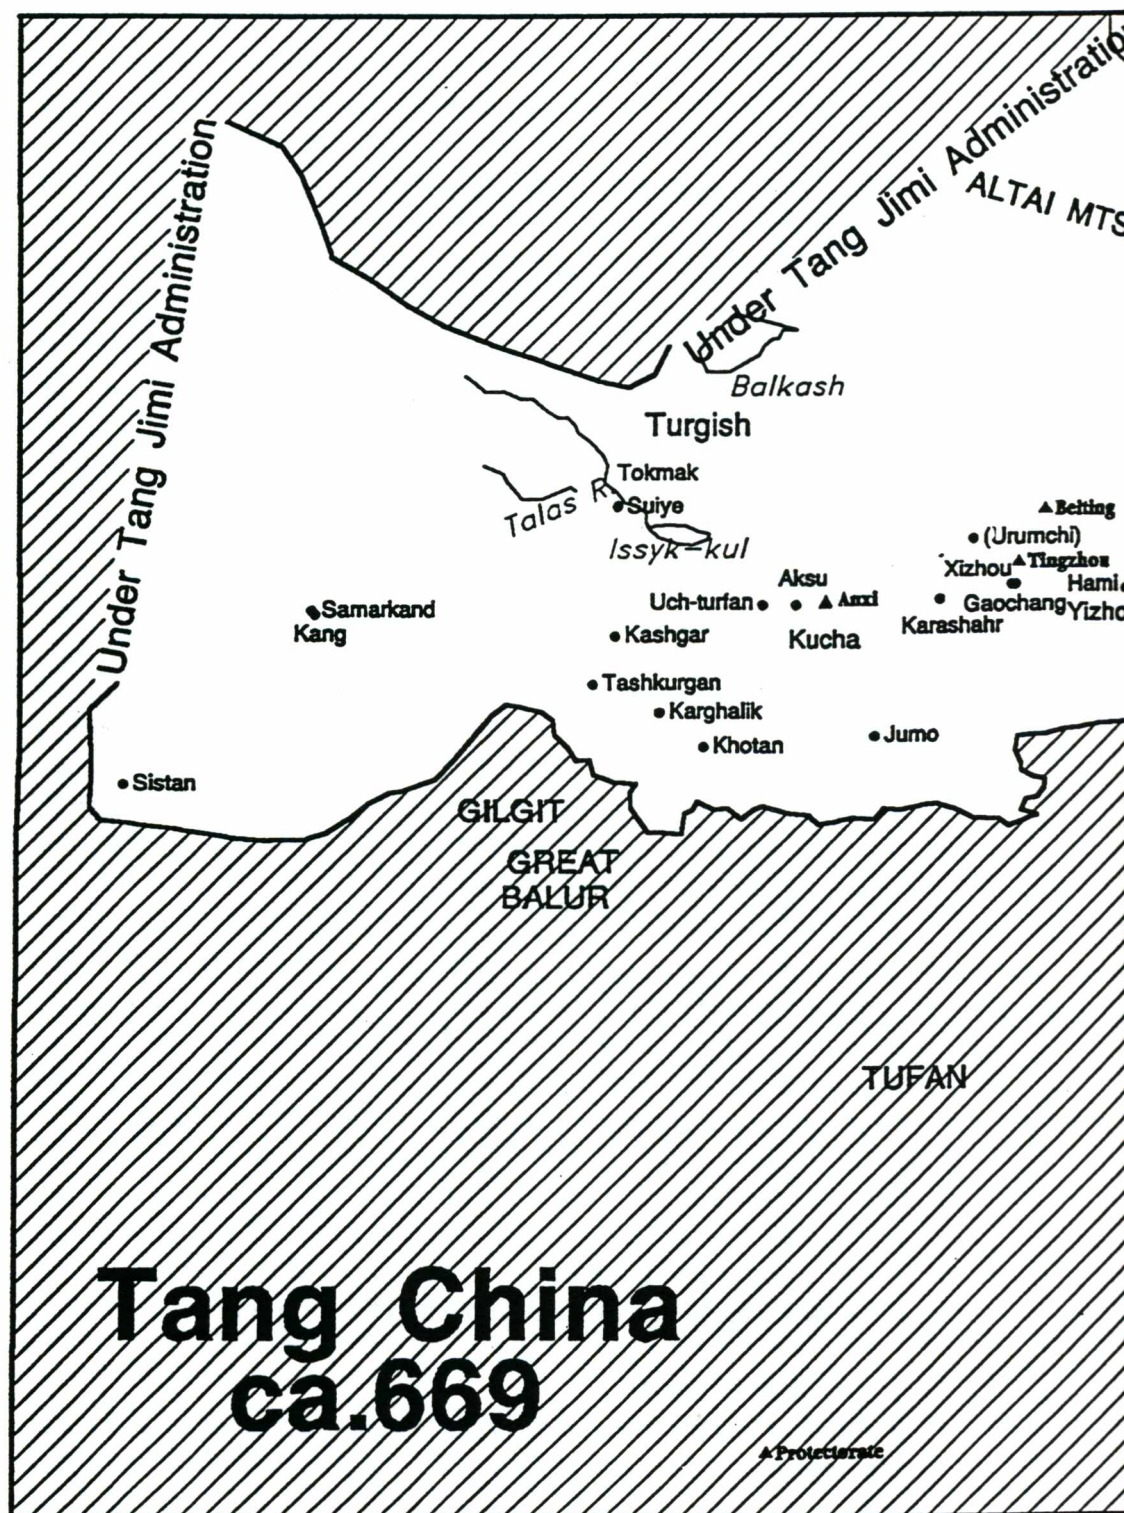 Under Tang Jimi Administration
Under Tang Jimi Administration
ALTAI MTS
Balkash
Turgish
Tokmak
Talas R.
Suiye
Issyk-kul
Beiting
(Urumchi)
Xizhou
Tingzhou
Aksu
Hami
Uch-turfan
Anxi
Gaochang
Yizho
Samarkand
Kang
Kashgar
Kucha
Karashahr
Tashkurgan
Karghalik
Khotan
Jumo
Sistan
GILGIT
GREAT
BALUR
TUFAN
Tang China
ca.669
Protectorate